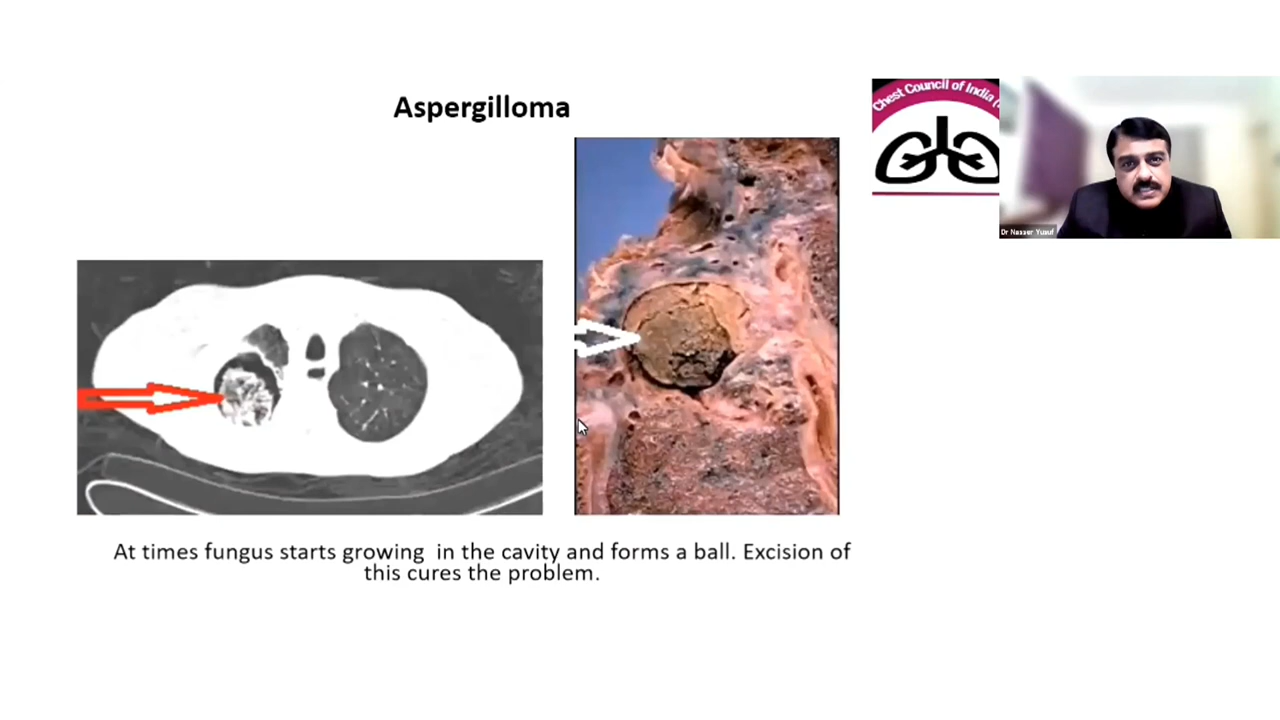 Aspergilloma
Chest Council of India (
Dr Nasser Yusuf
At times fungus starts growing in the cavity and forms a ball. Excision of
this cures the problem.